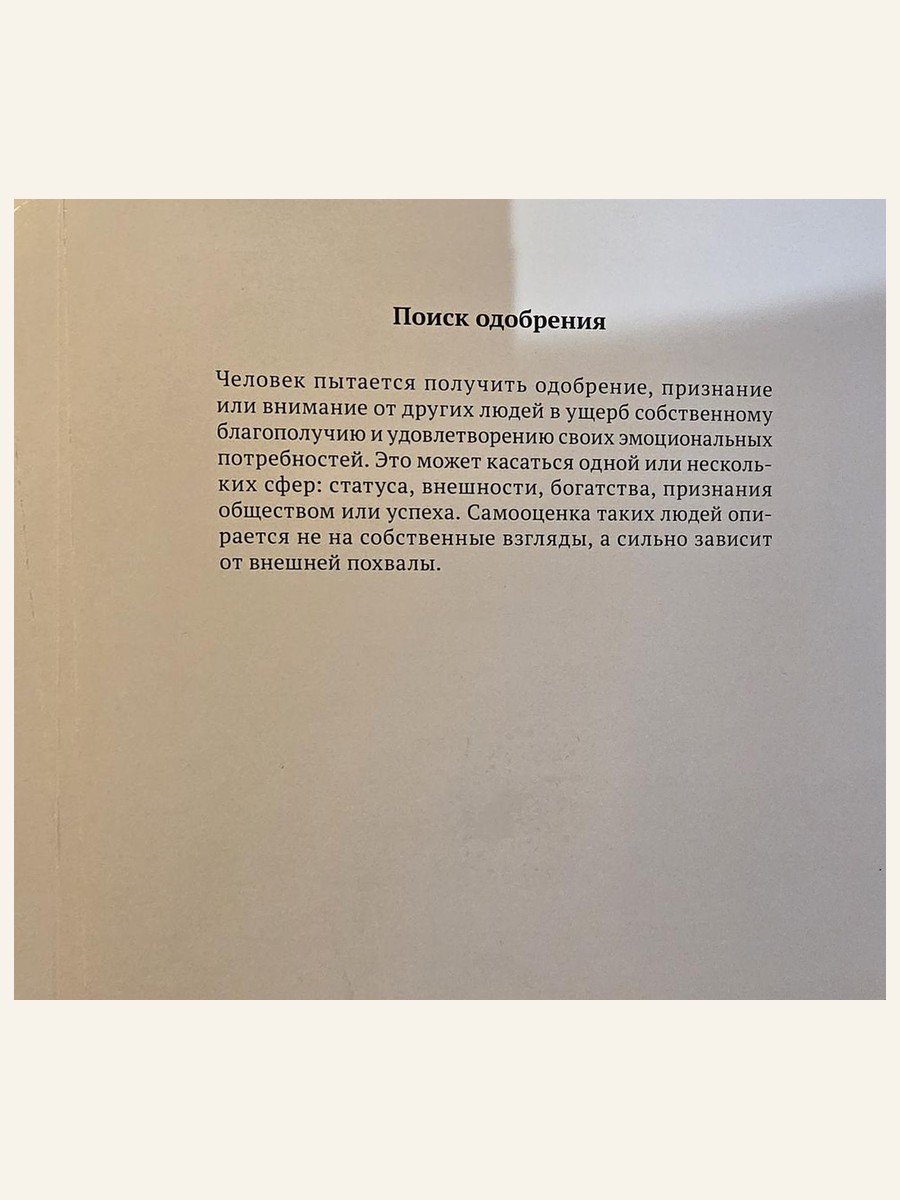 Поиск одобрения
Человек пытается получить одобрение, признание
или внимание от других людей в ущерб собственному
благополучию и удовлетворению своих эмоциональных
потребностей. Это может касаться одной или несколь-
ких сфер: статуса, внешности, богатства, признания
обществом или успеха. Самооценка таких людей опи-
рается не на собственные взгляды, а сильно зависит
от внешней похвалы.